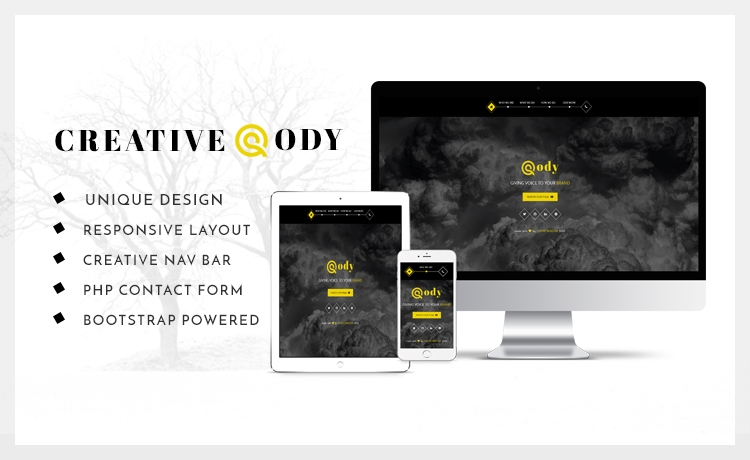 CREATIVE QODY
UNIQUE DESIGN
RESPONSIVE LAYOUT
CREATIVE NAV BAR
PHP CONTACT FORM
BOOTSTRAP POWERED
Qody
GIVING VOICE TO YOUR BRAND
Qody
GIVING VOICE TO YOUR BRAND
Qody
GIVING VOICE TO YOUR BRAND